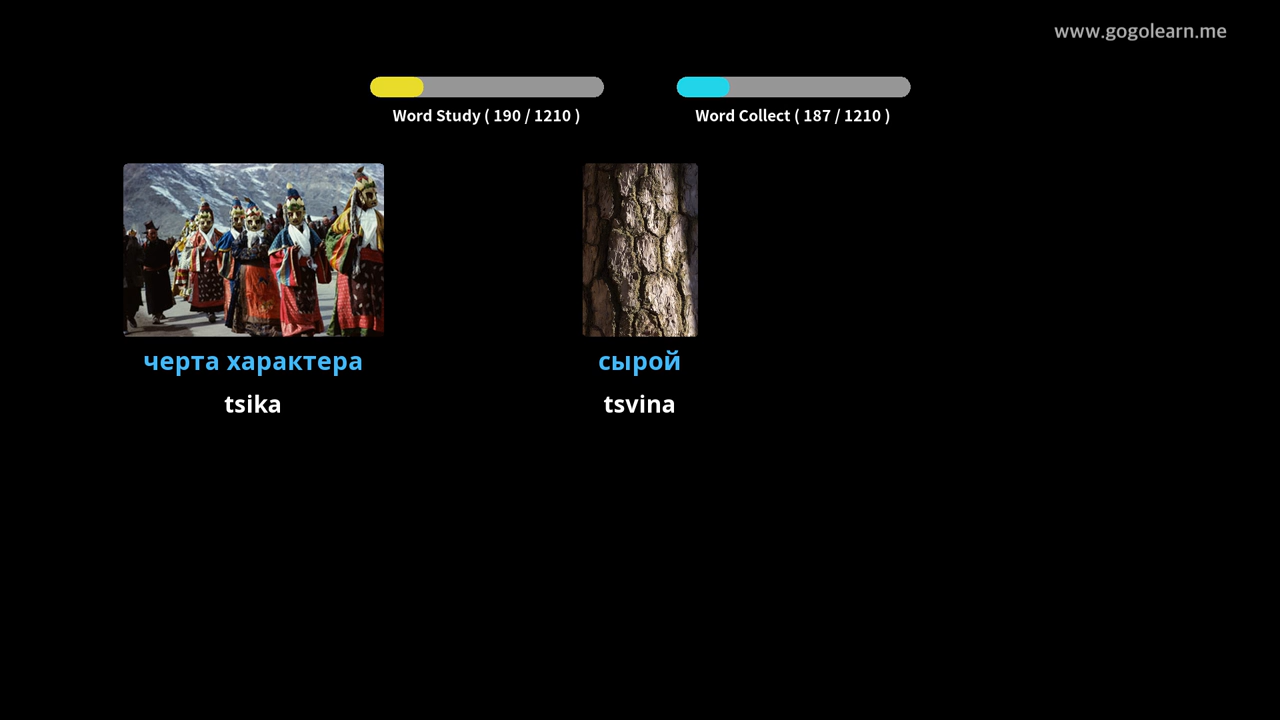 www.gogolearn.me
Word Study ( 190 / 1210 )
Word Collect ( 187 / 1210 )
черта характера
tsika
сырой
tsvina